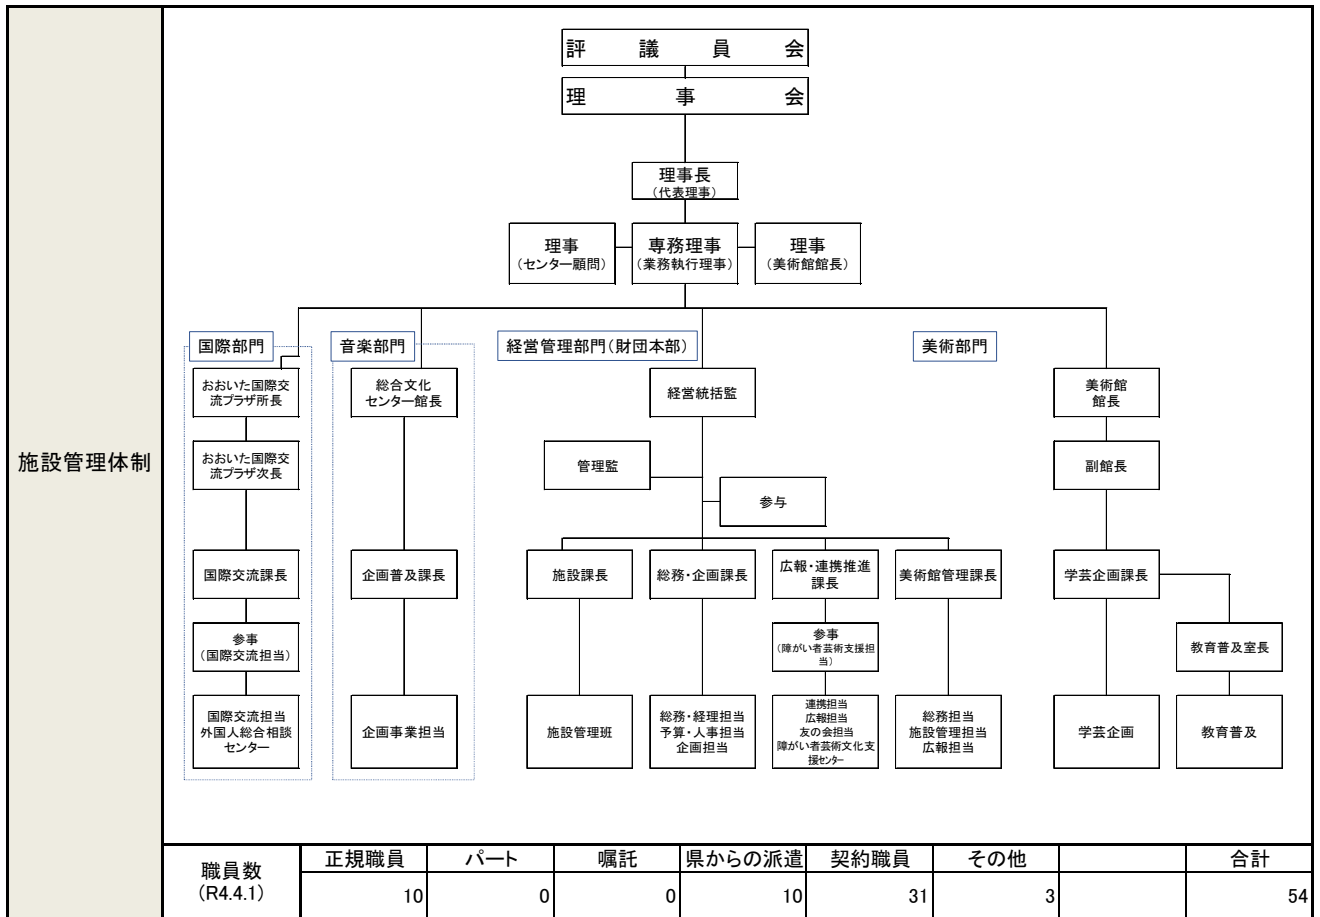 施設管理体制
評議員会
理事会
理事長
（代表理事）
理事
（センター顧問）
専務理事
（業務執行理事）
理事
（美術館館長）
国際部門
音楽部門
経営管理部門（財団本部）
美術部門
おおいた国際交
流プラザ所長
総合文化
センター館長
経営統括監
美術館
館長
おおいた国際交
流プラザ次長
管理監
副館長
参与
国際交流課長
企画普及課長
施設課長
総務・企画課長
広報・連携推進
課長
美術館管理課長
学芸企画課長
参事
（国際交流担当）
参事
（障がい者芸術支援担
当）
教育普及室長
国際交流担当
外国人総合相談
センター
企画事業担当
施設管理班
総務・経理担当
予算・人事担当
企画担当
連携担当
広報担当
友の会担当
障がい者芸術文化支
援センター
総務担当
施設管理担当
広報担当
学芸企画
教育普及
職員数
（R4.4.1）
正規職員 パート 嘱託 県からの派遣 契約職員 その他 合計
10 0 0 10 31 3 54